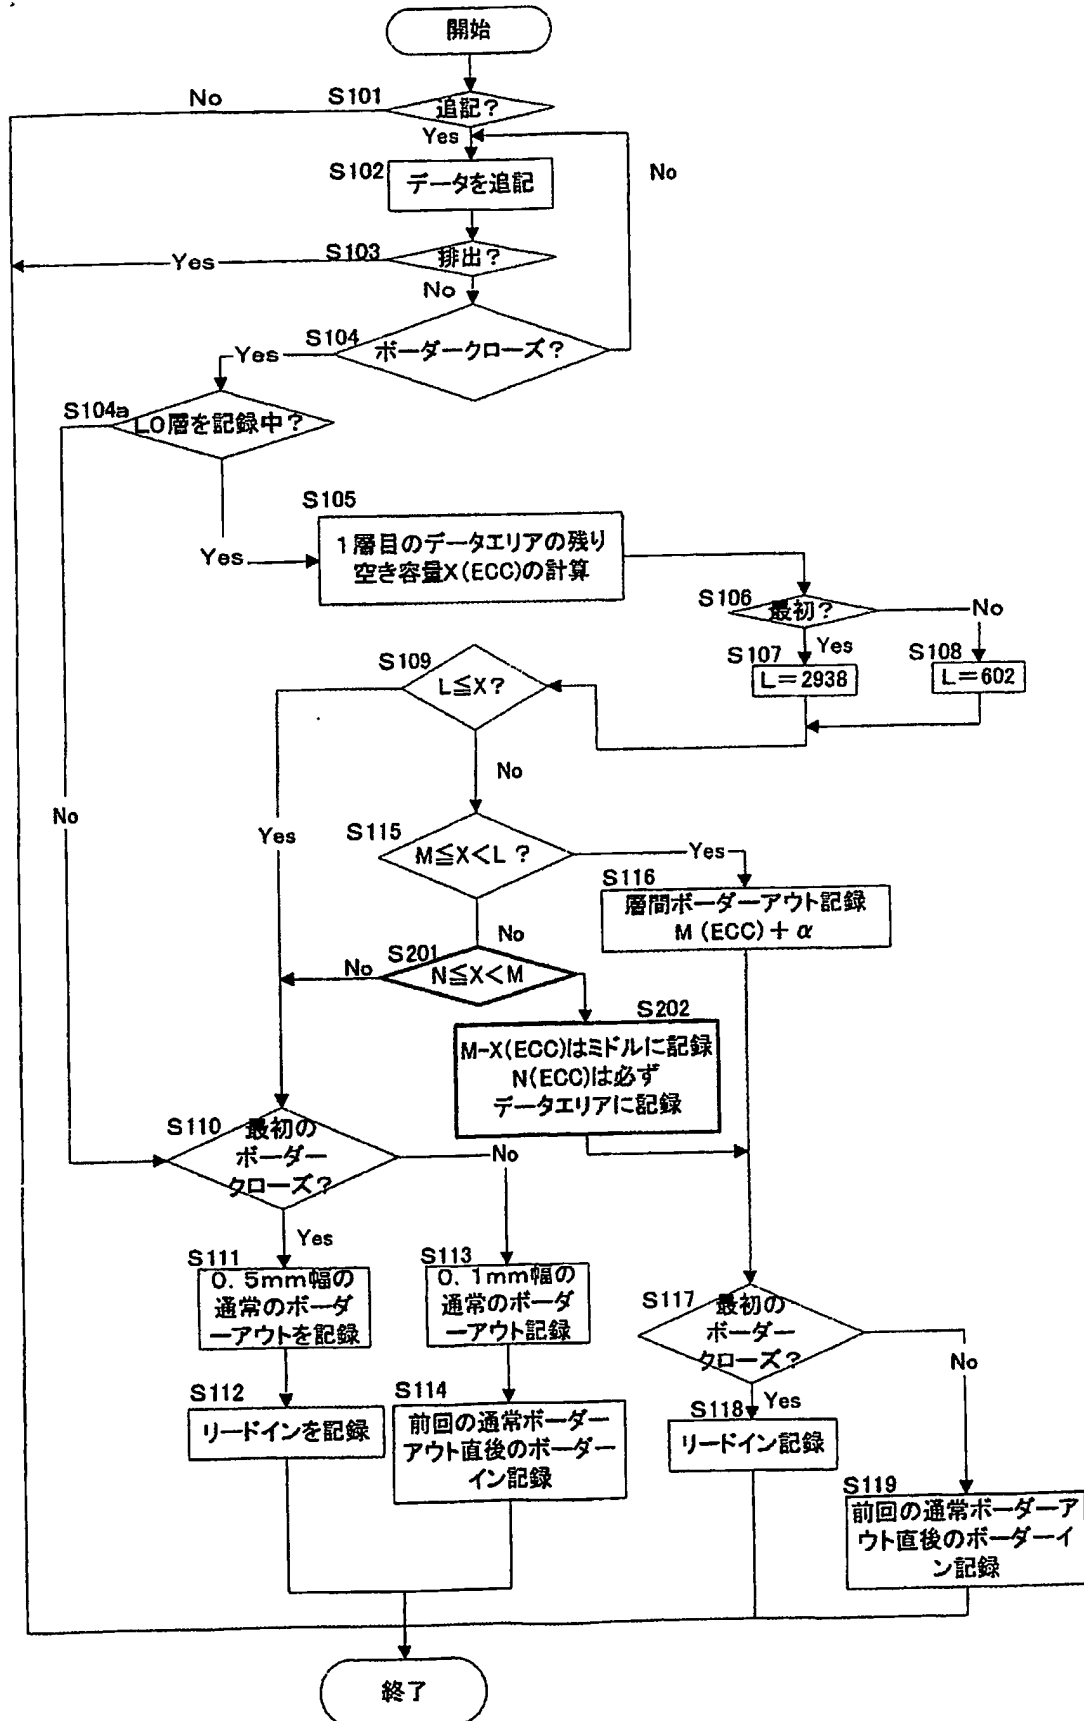 開始
No
S101
追記？
Yes
S102
データを追記
No
Yes
S103
排出？
No
S104
ボーダークローズ？
Yes
S104a
L0層を記録中？
S105
Yes
1層目のデータエリアの残り
空き容量X(ECC)の計算
S106
最初？
No
Yes
S107
L＝2938
S108
L＝602
S109
L≦X？
No
No
Yes
S115
M≦X＜L ？
Yes
S116
層間ボーダーアウト記録
M (ECC)＋ α
No
S201
No
N≦X＜M
S202
M-X(ECC)はミドルに記録
N(ECC)は必ず
データエリアに記録
S110
最初の
ボーダー
クローズ？
No
Yes
S111
0．5mm幅の
通常のボーダ
ーアウトを記録
S113
0．1mm幅の
通常のボーダ
ーアウト記録
S117
最初の
ボーダー
クローズ？
No
Yes
S112
リードインを記録
S114
前回の通常ボーダー
アウト直後のボーダー
イン記録
S118
リードイン記録
S119
前回の通常ボーダーア
ウト直後のボーダーイ
ン記録
終了